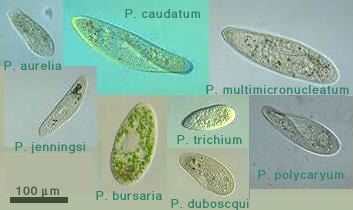 P. caudatum
P. aurelia
P. multimicronucleatum
P. jenningsi
P. trichium
P. bursaria
P. polycaryum
P. duboscqui
100 µm